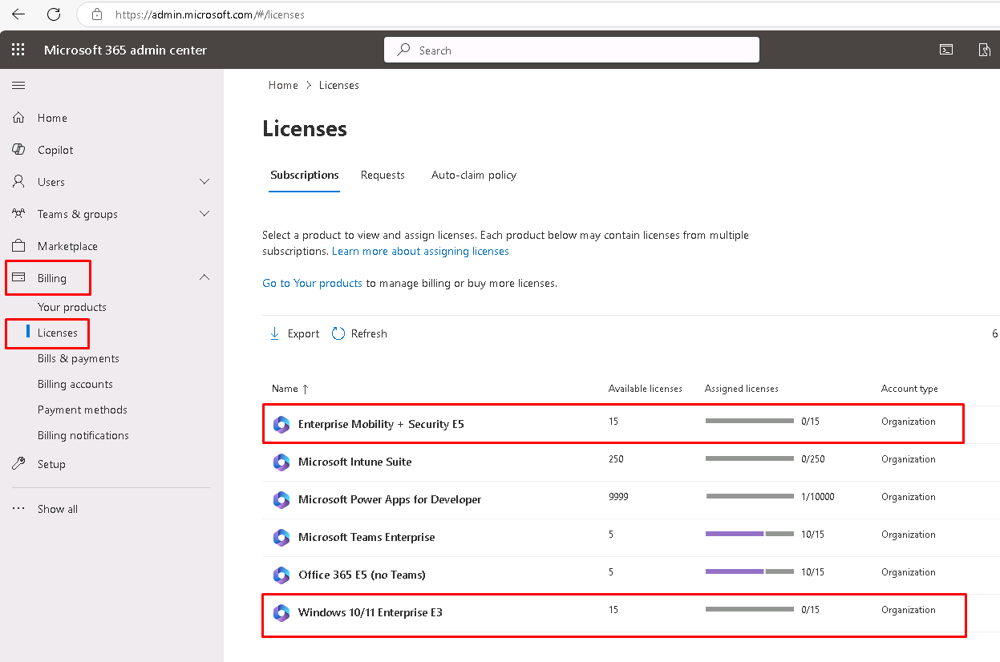 https://admin.microsoft.com/#/licenses
Microsoft 365 admin center
Search
Home
Copilot
Users
Teams & groups
Marketplace
Billing
Your products
Licenses
Bills & payments
Billing accounts
Payment methods
Billing notifications
Setup
Show all
Home > Licenses
Licenses
Subscriptions Requests Auto-claim policy
Select a product to view and assign licenses. Each product below may contain licenses from multiple
subscriptions. Learn more about assigning licenses
Go to Your products to manage billing or buy more licenses.
Export Refresh 6
Name ↑ Available licenses Assigned licenses Account type
Enterprise Mobility + Security E5 15 0/15 Organization
Microsoft Intune Suite 250 0/250 Organization
Microsoft Power Apps for Developer 9999 1/10000 Organization
Microsoft Teams Enterprise 5 10/15 Organization
Office 365 E5 (no Teams) 5 10/15 Organization
Windows 10/11 Enterprise E3 15 0/15 Organization